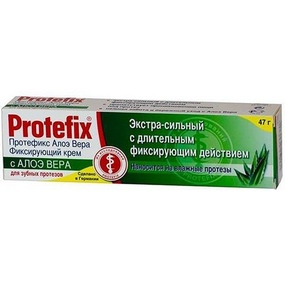 Protefix®
Протефикс Алоэ Вера
Фиксирующий крем
с АЛОЭ ВЕРА
для зубных протезов
Сделано
в Германии
Экстра-сильный
с длительным
фиксирующим действием
Наносится на влажные протезы
47 г